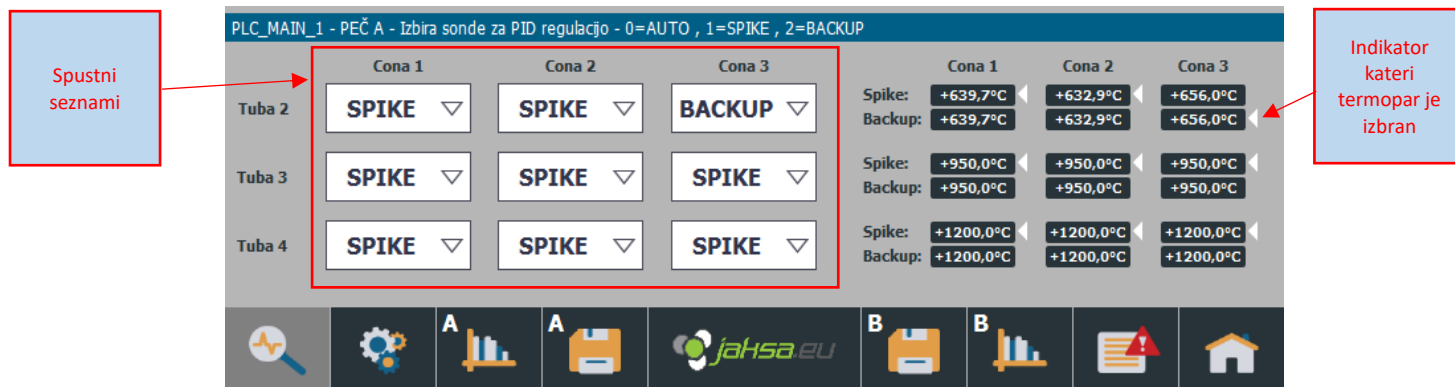 PLC_MAIN_1 - PEČ A - Izbira sonde za PID regulacijo - 0=AUTO , 1=SPIKE , 2=BACKUP
Spustni
seznami
Cona 1 Cona 2 Cona 3
Tuba 2 SPIKE SPIKE BACKUP
Tuba 3 SPIKE SPIKE SPIKE
Tuba 4 SPIKE SPIKE SPIKE
Cona 1 Cona 2 Cona 3
Spike: +639,7°C +632,9°C +656,0°C
Backup: +639,7°C +632,9°C +656,0°C
Spike: +950,0°C +950,0°C +950,0°C
Backup: +950,0°C +950,0°C +950,0°C
Spike: +1200,0°C +1200,0°C +1200,0°C
Backup: +1200,0°C +1200,0°C +1200,0°C
Indikator
kateri
termopar je
izbran
A A jaksa.eu B B